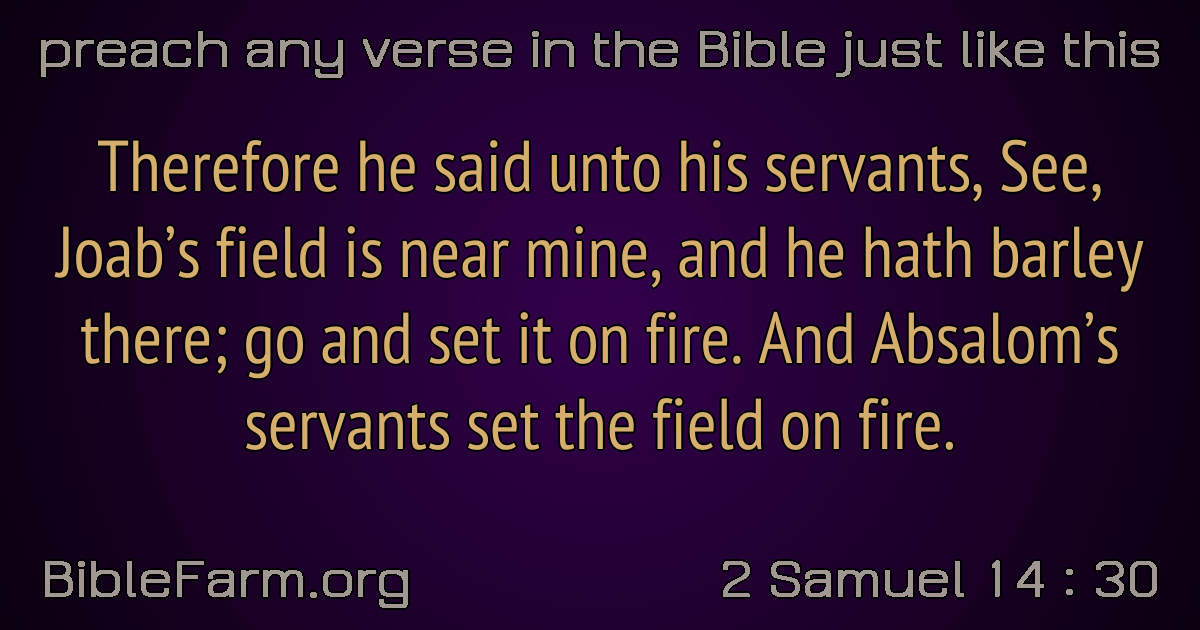 preach any verse in the Bible just like this
Therefore he said unto his servants, See,
Joab’s field is near mine, and he hath barley
there; go and set it on fire. And Absalom’s
servants set the field on fire.
BibleFarm.org
2 Samuel 14 : 30